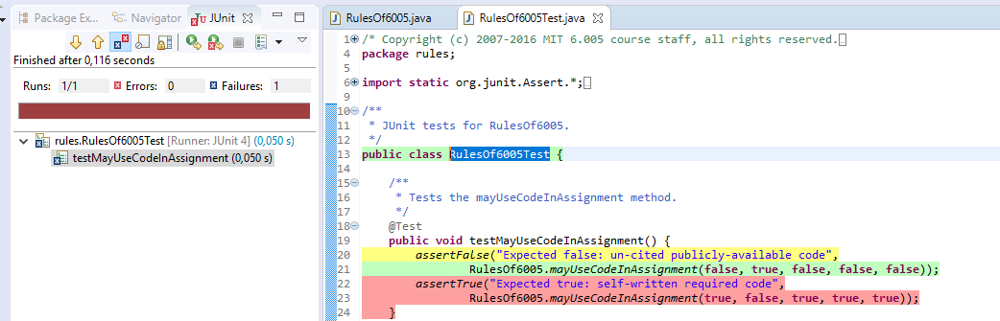 Package Ex... Navigator JUnit
Finished after 0,116 seconds
Runs: 1/1 Errors: 0 Failures: 1
rules.RulesOf6005Test [Runner: JUnit 4] (0,050 s)
testMayUseCodeInAssignment (0,050 s)
RulesOf6005.java RulesOf6005Test.java
1 /* Copyright (c) 2007-2016 MIT 6.005 course staff, all rights reserved.
4 package rules;
5
6 import static org.junit.Assert.*;
9
10 /**
11 * JUnit tests for RulesOf6005.
12 */
13 public class RulesOf6005Test {
14
15 /**
16 * Tests the mayUseCodeInAssignment method.
17 */
18 @Test
19 public void testMayUseCodeInAssignment() {
20 assertFalse("Expected false: un-cited publicly-available code",
21 RulesOf6005.mayUseCodeInAssignment(false, true, false, false, false));
22 assertTrue("Expected true: self-written required code",
23 RulesOf6005.mayUseCodeInAssignment(true, false, true, true, true));
24 }